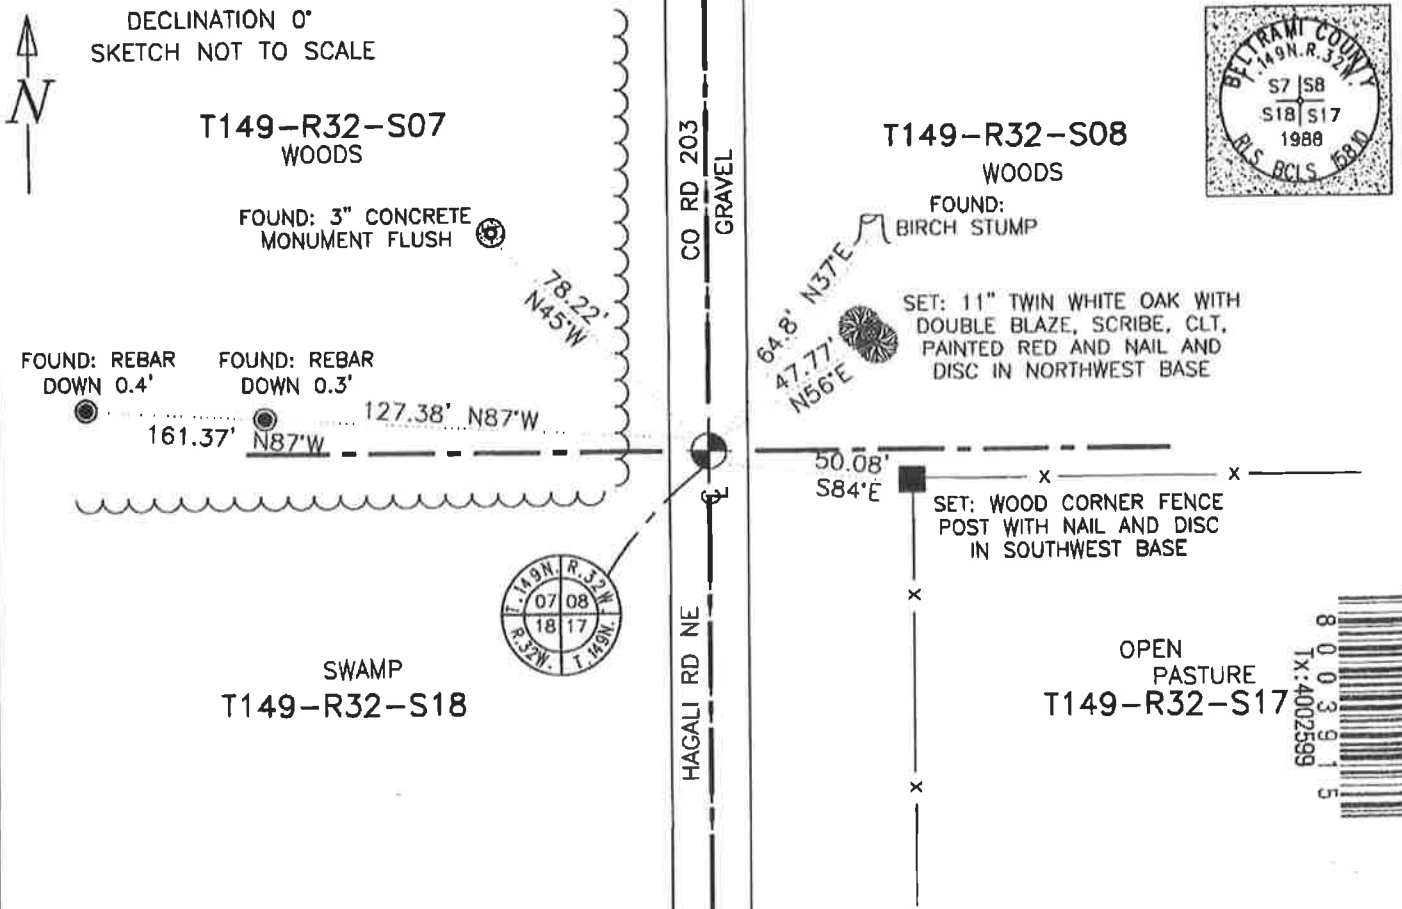 DECLINATION 0°
SKETCH NOT TO SCALE
N
T149-R32-S07
WOODS
FOUND: 3" CONCRETE
MONUMENT FLUSH
78.22'
N45°W
FOUND: REBAR
DOWN 0.4'
FOUND: REBAR
DOWN 0.3'
161.37' N87°W
127.38' N87°W
CO RD 203
GRAVEL
T149-R32-S08
WOODS
FOUND:
BIRCH STUMP
64.8' N37°E
47.77'
N56°E
SET: 11" TWIN WHITE OAK WITH
DOUBLE BLAZE, SCRIBE, CLT,
PAINTED RED AND NAIL AND
DISC IN NORTHWEST BASE
BELTRAMI COUNTY
T.149N.R.32W.
S7 S8
S18 S17
1988
RLS BCLS 15810
50.08'
S84°E
x x
SET: WOOD CORNER FENCE
POST WITH NAIL AND DISC
IN SOUTHWEST BASE
x
x
℄
T.149N. R.32W.
07 08
18 17
R.32W. T.149N.
HAGALI RD NE
SWAMP
T149-R32-S18
OPEN
PASTURE
T149-R32-S17
8003915
Tx:4002599